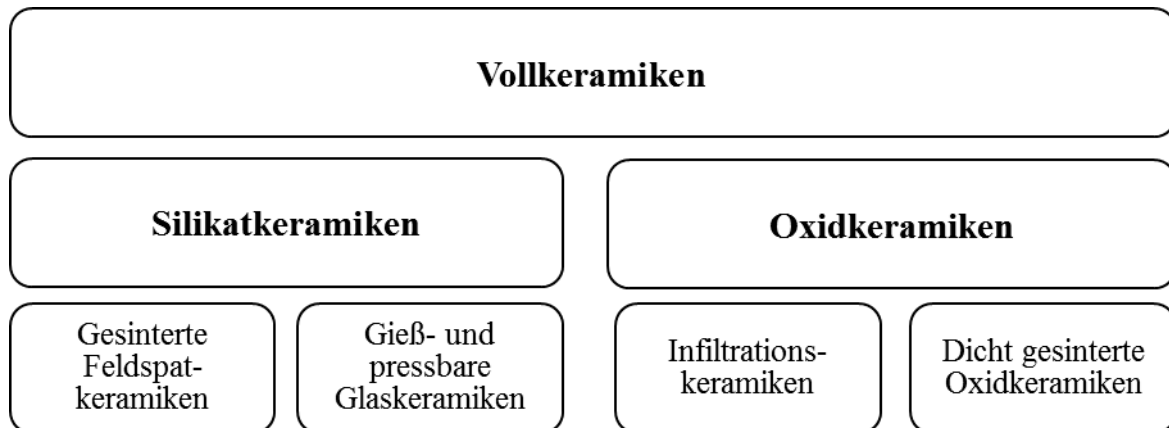 Vollkeramiken
Silikatkeramiken
Oxidkeramiken
Gesinterte
Feldspat-
keramiken
Gieß- und
pressbare
Glaskeramiken
Infiltrations-
keramiken
Dicht gesinterte
Oxidkeramiken